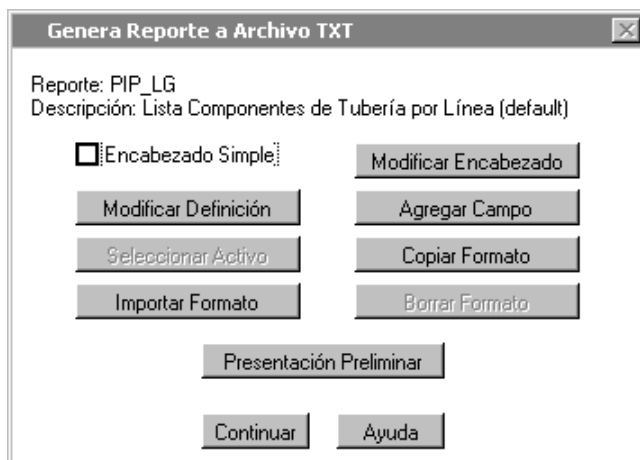 Genera Reporte a Archivo TXT
Reporte: PIP_LG
Descripción: Lista Componentes de Tubería por Línea (default)
Encabezado Simple
Modificar Encabezado
Modificar Definición
Agregar Campo
Seleccionar Activo
Copiar Formato
Importar Formato
Borrar Formato
Presentación Preliminar
Continuar
Ayuda